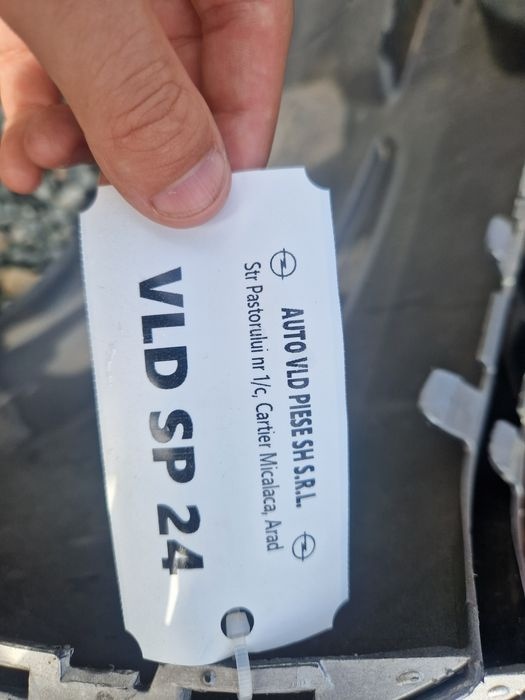 AUTO VLD PIESE SH S.R.L.
Str Pastorului nr 1/c, Cartier Micalaca, Arad
VLD SP 24